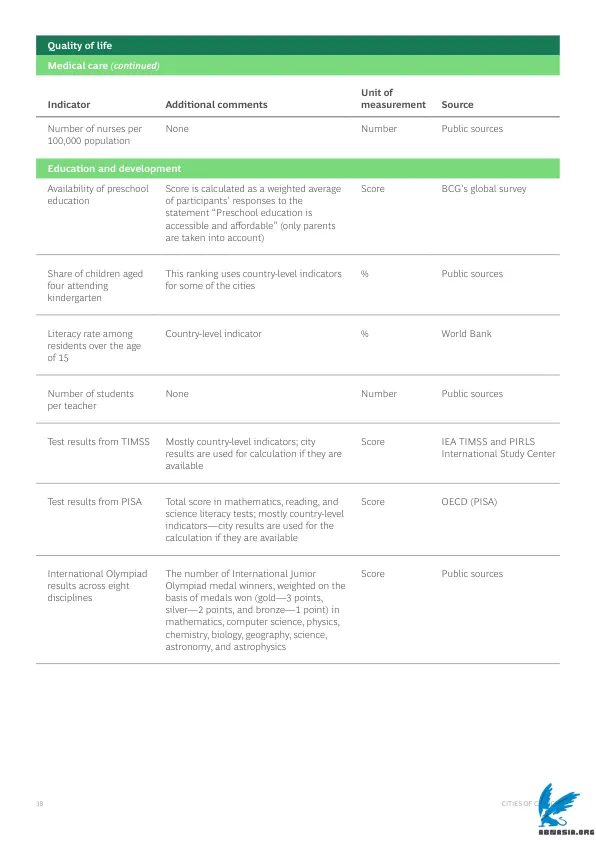 Quality of life
Medical care (continued)
Indicator Additional comments Unit of measurement Source
Number of nurses per 100,000 population None Number Public sources
Education and development
Availability of preschool education Score is calculated as a weighted average of participants’ responses to the statement “Preschool education is accessible and affordable” (only parents are taken into account) Score BCG’s global survey
Share of children aged four attending kindergarten This ranking uses country-level indicators for some of the cities % Public sources
Literacy rate among residents over the age of 15 Country-level indicator % World Bank
Number of students per teacher None Number Public sources
Test results from TIMSS Mostly country-level indicators; city results are used for calculation if they are available Score IEA TIMSS and PIRLS International Study Center
Test results from PISA Total score in mathematics, reading, and science literacy tests; mostly country-level indicators—city results are used for the calculation if they are available Score OECD (PISA)
International Olympiad results across eight disciplines The number of International Junior Olympiad medal winners, weighted on the basis of medals won (gold—3 points, silver—2 points, and bronze—1 point) in mathematics, computer science, physics, chemistry, biology, geography, science, astronomy, and astrophysics Score Public sources
18 CITIES OF
ABNASIA.ORG